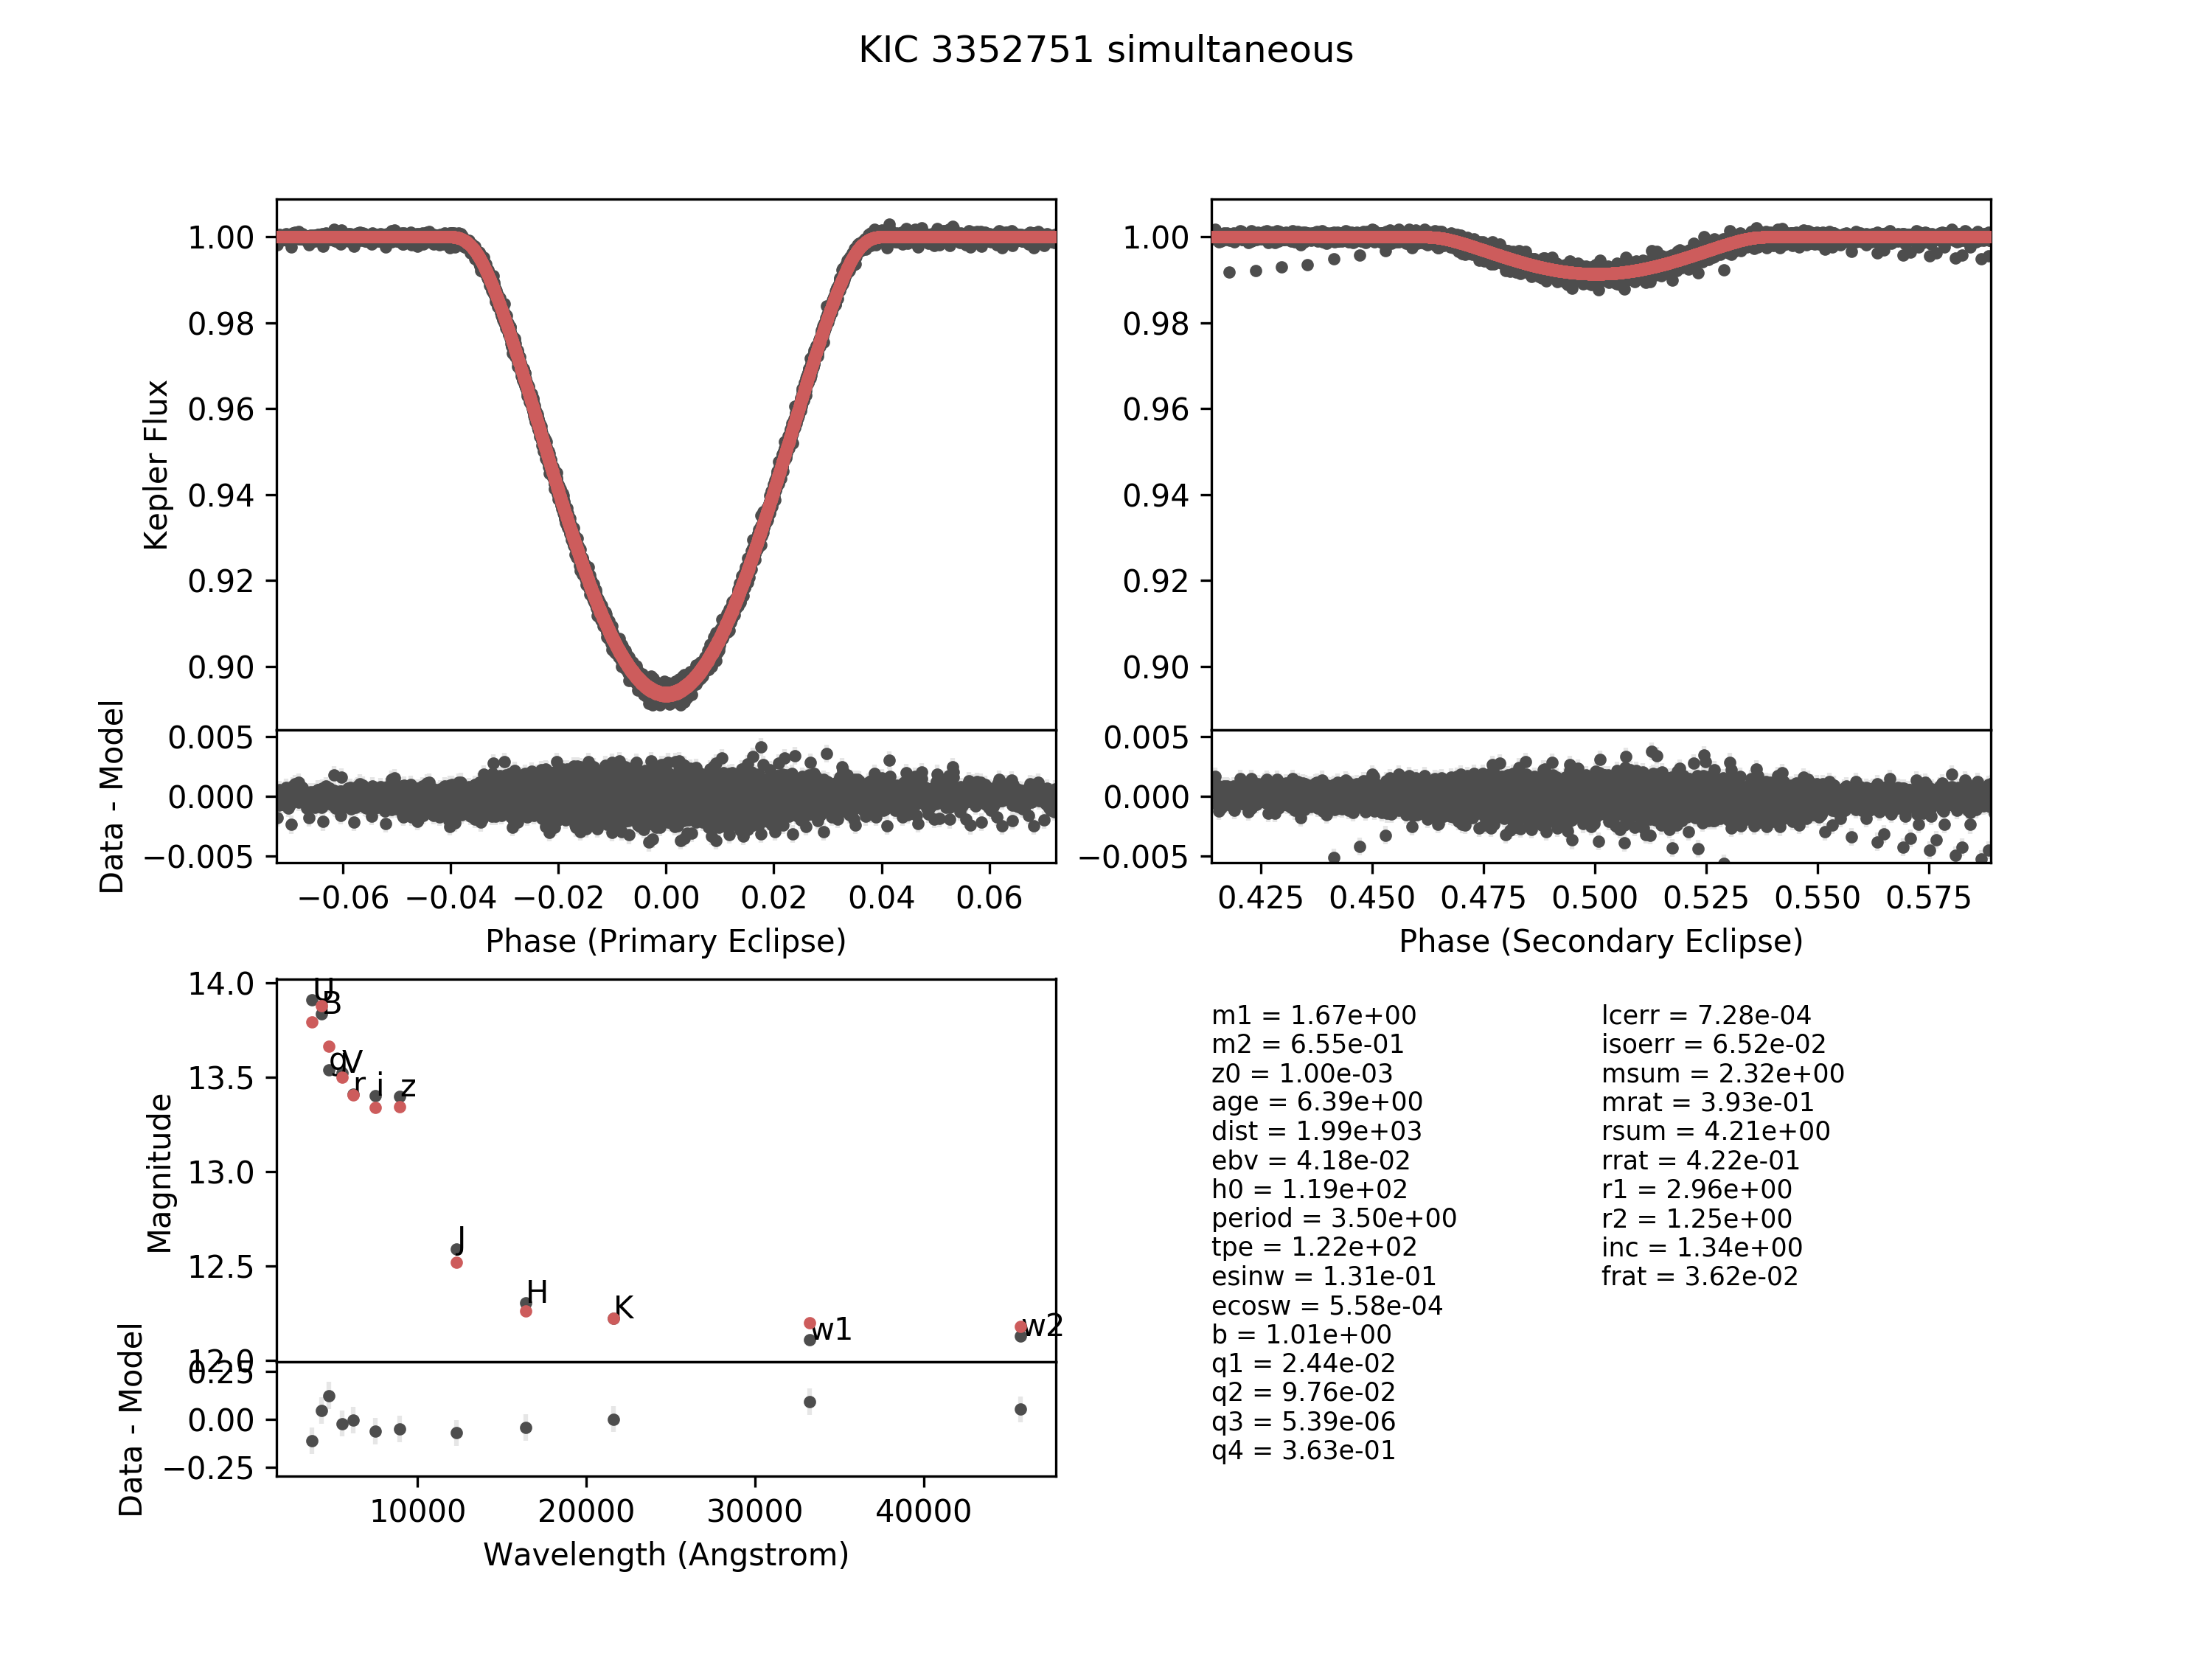 KIC 3352751 simultaneous
Kepler Flux
1.00
0.98
0.96
0.94
0.92
0.90
1.00
0.98
0.96
0.94
0.92
0.90
Data - Model
0.005
0.000
−0.005
0.005
0.000
−0.005
−0.06 −0.04 −0.02 0.00 0.02 0.04 0.06
Phase (Primary Eclipse)
0.425 0.450 0.475 0.500 0.525 0.550 0.575
Phase (Secondary Eclipse)
Magnitude
14.0
13.5
13.0
12.5
12.0
U
B
g
V
r
i
z
J
H
K
w1
w2
Data - Model
0.25
0.00
−0.25
10000 20000 30000 40000
Wavelength (Angstrom)
m1 = 1.67e+00
m2 = 6.55e-01
z0 = 1.00e-03
age = 6.39e+00
dist = 1.99e+03
ebv = 4.18e-02
h0 = 1.19e+02
period = 3.50e+00
tpe = 1.22e+02
esinw = 1.31e-01
ecosw = 5.58e-04
b = 1.01e+00
q1 = 2.44e-02
q2 = 9.76e-02
q3 = 5.39e-06
q4 = 3.63e-01
lcerr = 7.28e-04
isoerr = 6.52e-02
msum = 2.32e+00
mrat = 3.93e-01
rsum = 4.21e+00
rrat = 4.22e-01
r1 = 2.96e+00
r2 = 1.25e+00
inc = 1.34e+00
frat = 3.62e-02